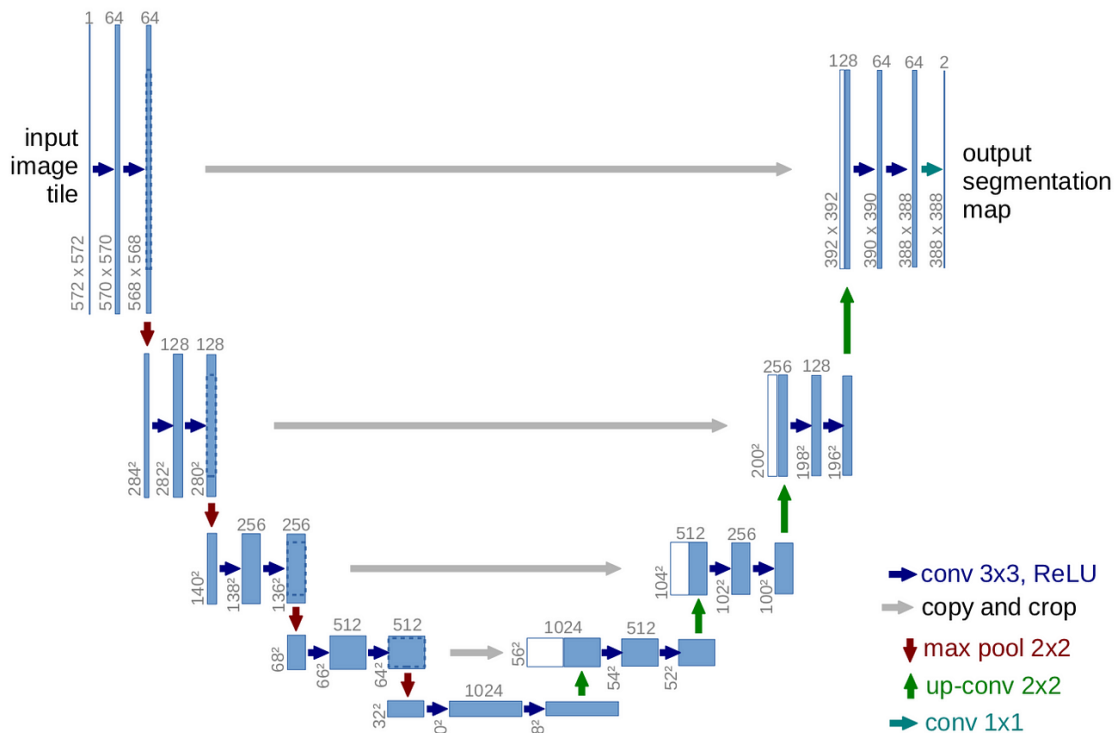 1 64 64
input
image
tile
572 x 572
570 x 570
568 x 568
128 64 64 2
output
segmentation
map
392 x 392
390 x 390
388 x 388
388 x 388
128 128
284²
282²
280²
256 128
200²
198²
196²
256 256
140²
138²
136²
512 256
104²
102²
100²
512 512
68²
66²
64²
1024 512
56²
54²
52²
1024
32²
conv 3x3, ReLU
copy and crop
max pool 2x2
up-conv 2x2
conv 1x1